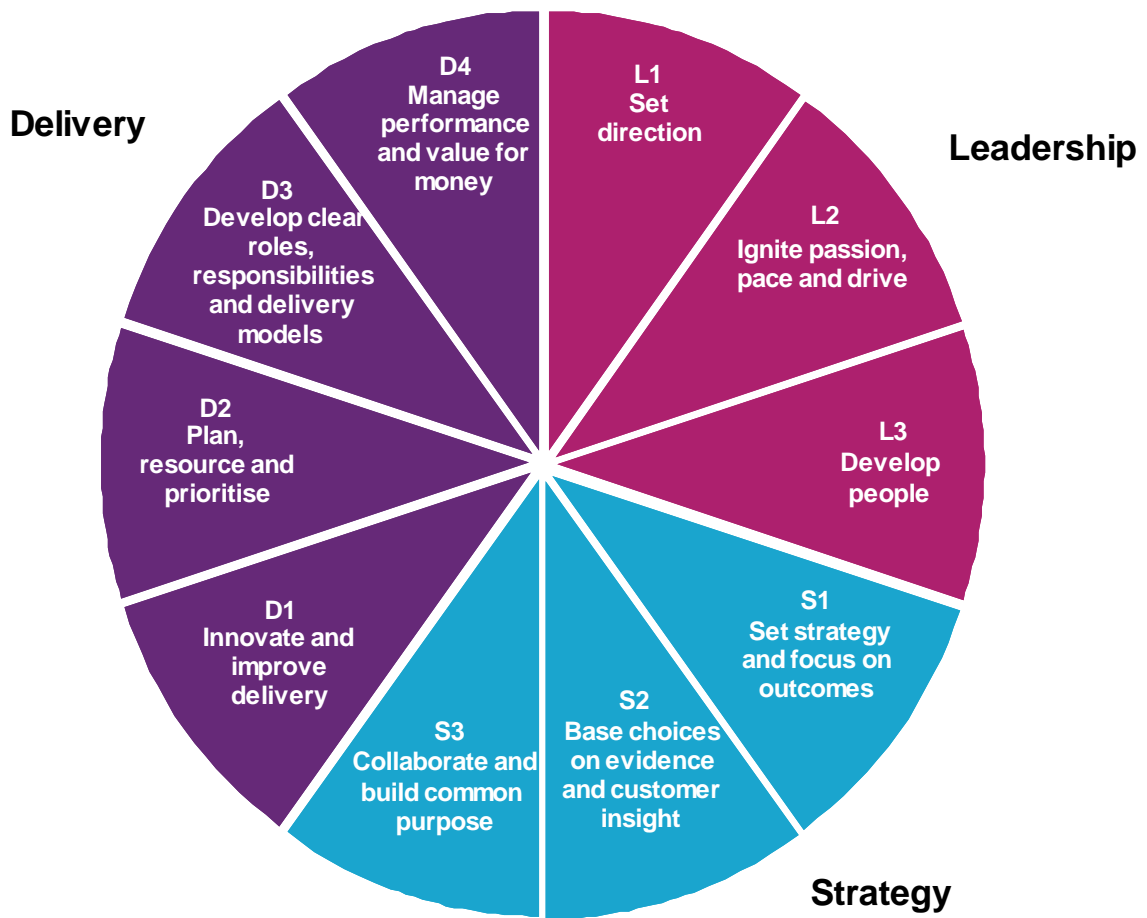 Delivery
Leadership
Strategy
L1
Set
direction
L2
Ignite passion,
pace and drive
L3
Develop
people
S1
Set strategy
and focus on
outcomes
S2
Base choices
on evidence
and customer
insight
S3
Collaborate and
build common
purpose
D1
Innovate and
improve
delivery
D2
Plan,
resource and
prioritise
D3
Develop clear
roles,
responsibilities
and delivery
models
D4
Manage
performance
and value for
money